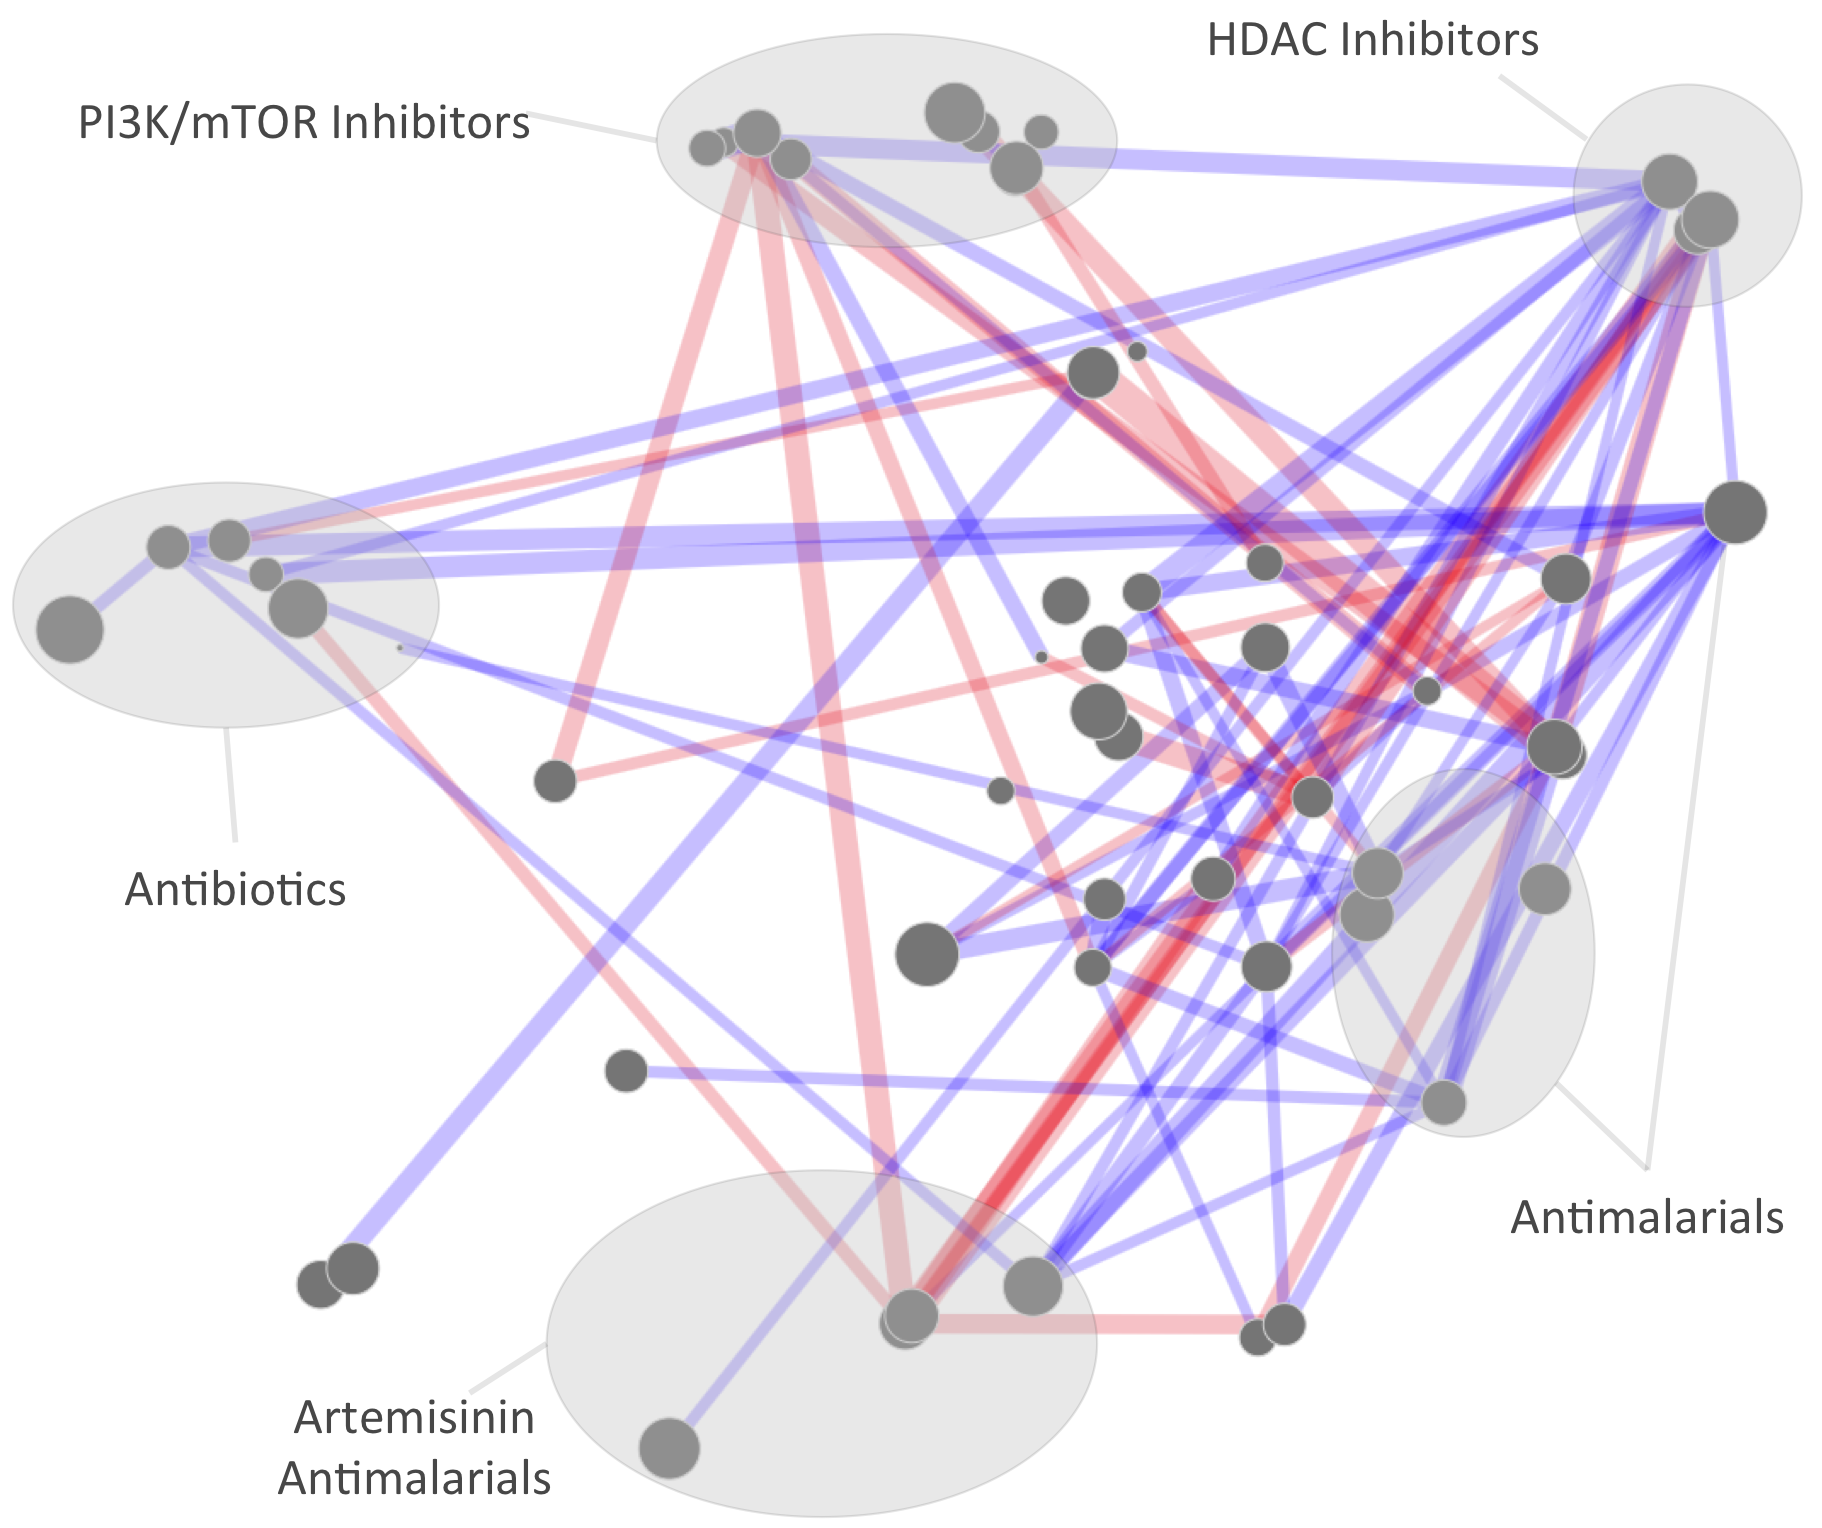 HDAC Inhibitors
PI3K/mTOR Inhibitors
Antibiotics
Antimalarials
Artemisinin
Antimalarials